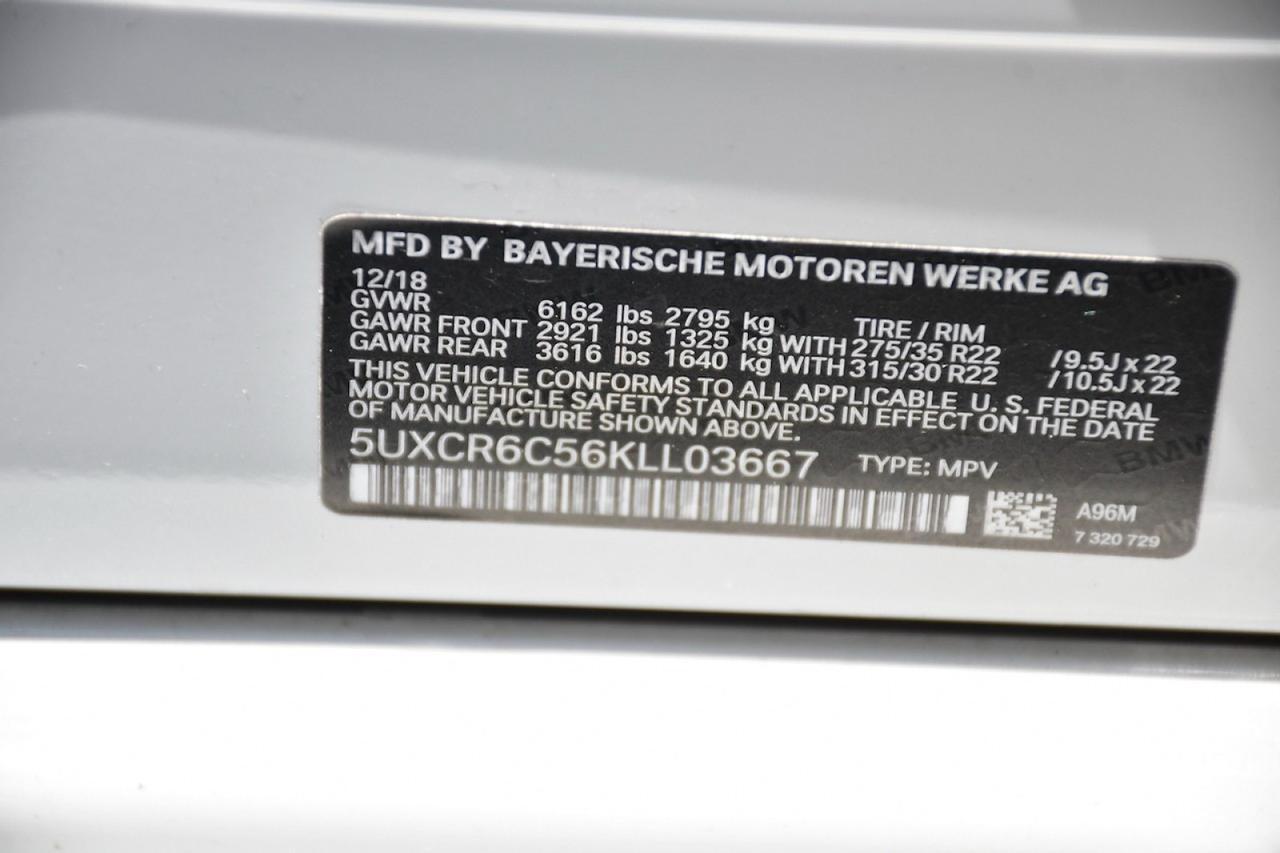 MFD BY BAYERISCHE MOTOREN WERKE AG
12/18
GVWR 6162 lbs 2795 kg TIRE / RIM
GAWR FRONT 2921 lbs 1325 kg WITH 275/35 R22 /9.5J x 22
GAWR REAR 3616 lbs 1640 kg WITH 315/30 R22 /10.5J x 22
THIS VEHICLE CONFORMS TO ALL APPLICABLE U. S. FEDERAL
MOTOR VEHICLE SAFETY STANDARDS IN EFFECT ON THE DATE
OF MANUFACTURE SHOWN ABOVE.
5UXCR6C56KLL03667 TYPE: MPV
A96M
7 320 729